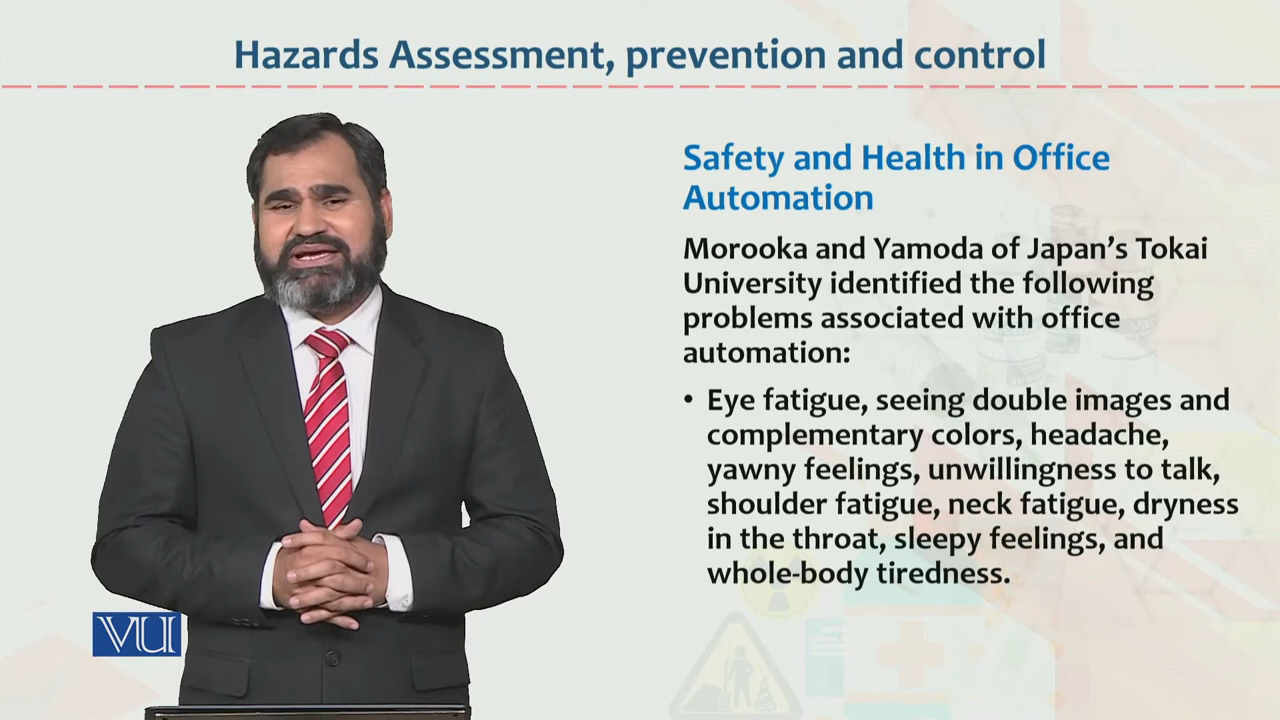 Hazards Assessment, prevention and control
Safety and Health in Office
Automation
Morooka and Yamoda of Japan's Tokai
University identified the following
problems associated with office
automation:
• Eye fatigue, seeing double images and
complementary colors, headache,
yawny feelings, unwillingness to talk,
shoulder fatigue, neck fatigue, dryness
in the throat, sleepy feelings, and
whole-body tiredness.
VU